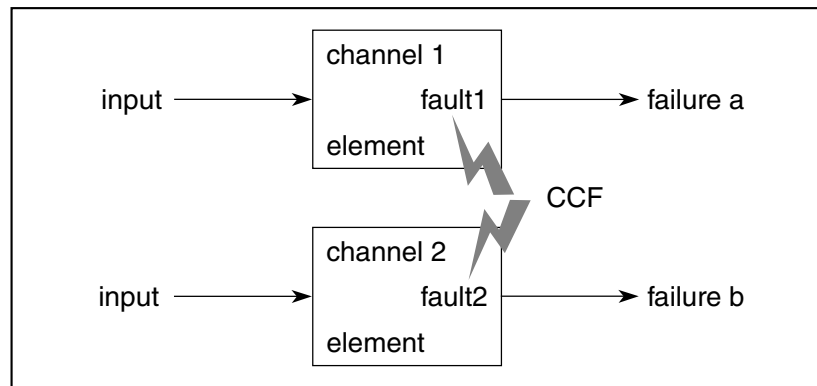 channel 1
input
fault1
failure a
element
CCF
channel 2
input
fault2
failure b
element